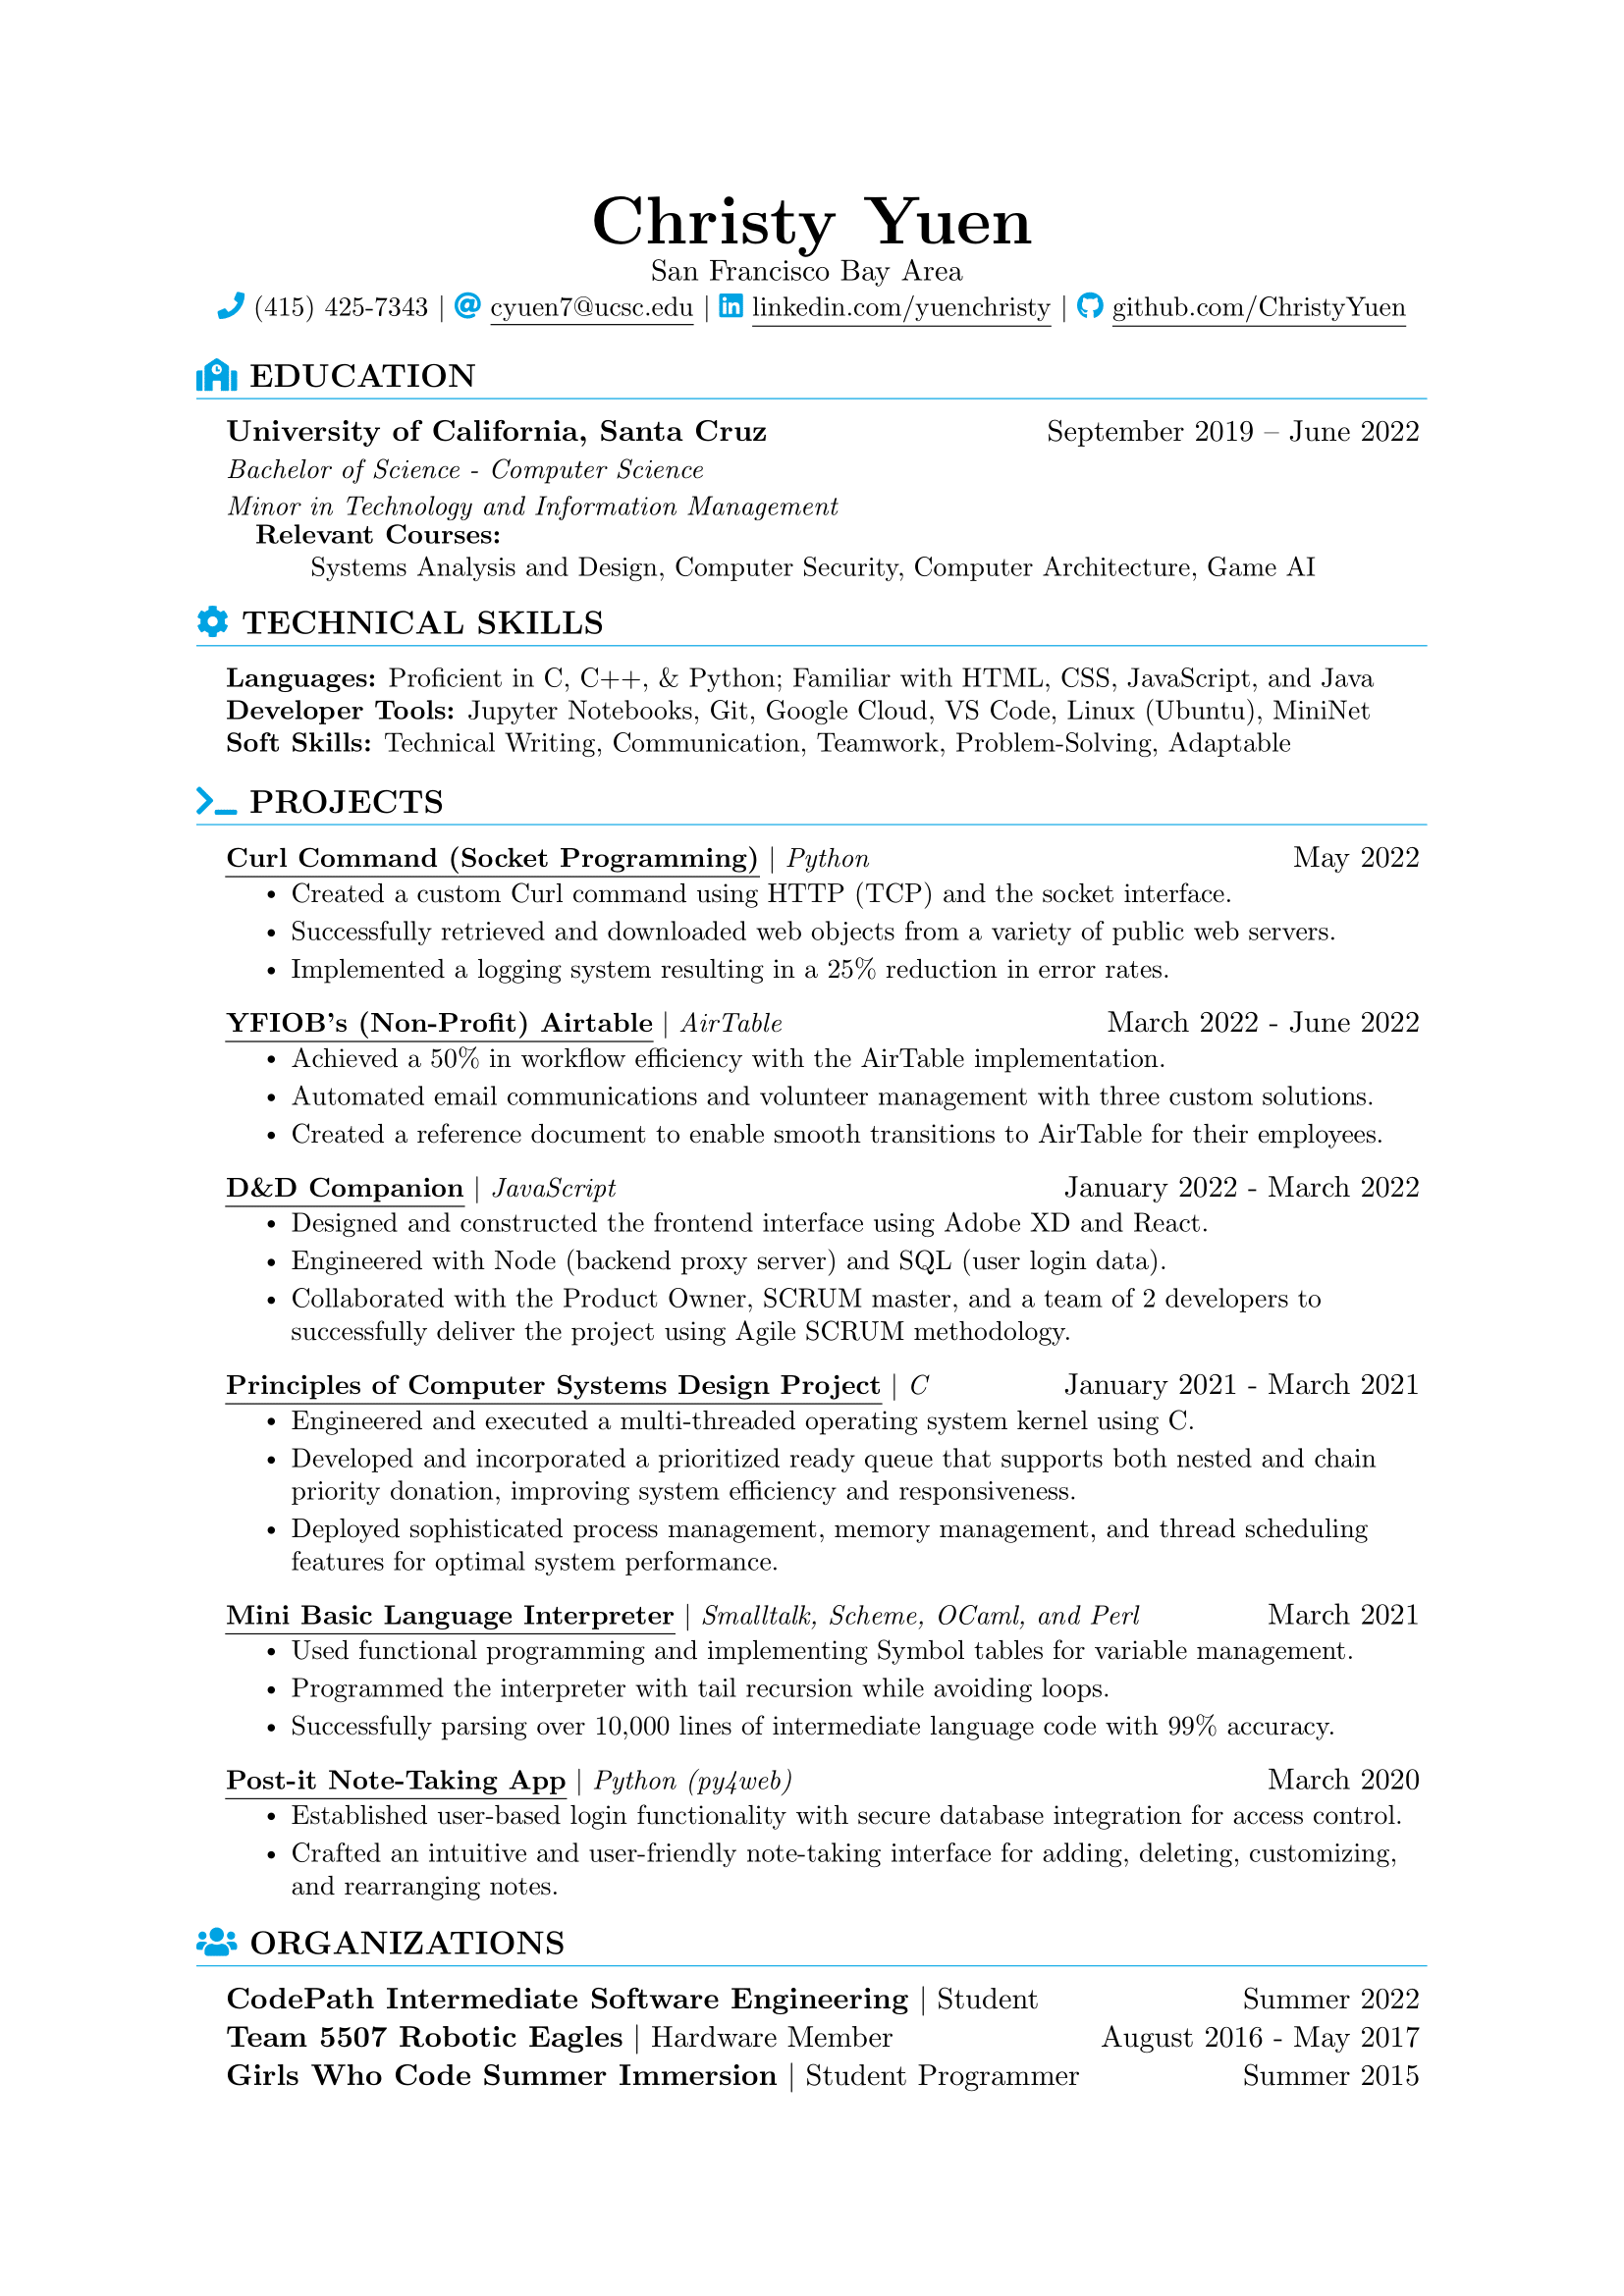 Christy Yuen
San Francisco Bay Area
(415) 425-7343 | cyuen7@ucsc.edu | linkedin.com/yuenchristy | github.com/ChristyYuen
EDUCATION
University of California, Santa Cruz September 2019 – June 2022
Bachelor of Science - Computer Science
Minor in Technology and Information Management
Relevant Courses:
Systems Analysis and Design, Computer Security, Computer Architecture, Game AI
TECHNICAL SKILLS
Languages: Proficient in C, C++, & Python; Familiar with HTML, CSS, JavaScript, and Java
Developer Tools: Jupyter Notebooks, Git, Google Cloud, VS Code, Linux (Ubuntu), MiniNet
Soft Skills: Technical Writing, Communication, Teamwork, Problem-Solving, Adaptable
PROJECTS
Curl Command (Socket Programming) | Python May 2022
• Created a custom Curl command using HTTP (TCP) and the socket interface.
• Successfully retrieved and downloaded web objects from a variety of public web servers.
• Implemented a logging system resulting in a 25% reduction in error rates.
YFIOB's (Non-Profit) Airtable | AirTable March 2022 - June 2022
• Achieved a 50% in workflow efficiency with the AirTable implementation.
• Automated email communications and volunteer management with three custom solutions.
• Created a reference document to enable smooth transitions to AirTable for their employees.
D&D Companion | JavaScript January 2022 - March 2022
• Designed and constructed the frontend interface using Adobe XD and React.
• Engineered with Node (backend proxy server) and SQL (user login data).
• Collaborated with the Product Owner, SCRUM master, and a team of 2 developers to
successfully deliver the project using Agile SCRUM methodology.
Principles of Computer Systems Design Project | C January 2021 - March 2021
• Engineered and executed a multi-threaded operating system kernel using C.
• Developed and incorporated a prioritized ready queue that supports both nested and chain
priority donation, improving system efficiency and responsiveness.
• Deployed sophisticated process management, memory management, and thread scheduling
features for optimal system performance.
Mini Basic Language Interpreter | Smalltalk, Scheme, OCaml, and Perl March 2021
• Used functional programming and implementing Symbol tables for variable management.
• Programmed the interpreter with tail recursion while avoiding loops.
• Successfully parsing over 10,000 lines of intermediate language code with 99% accuracy.
Post-it Note-Taking App | Python (py4web) March 2020
• Established user-based login functionality with secure database integration for access control.
• Crafted an intuitive and user-friendly note-taking interface for adding, deleting, customizing,
and rearranging notes.
ORGANIZATIONS
CodePath Intermediate Software Engineering | Student Summer 2022
Team 5507 Robotic Eagles | Hardware Member August 2016 - May 2017
Girls Who Code Summer Immersion | Student Programmer Summer 2015